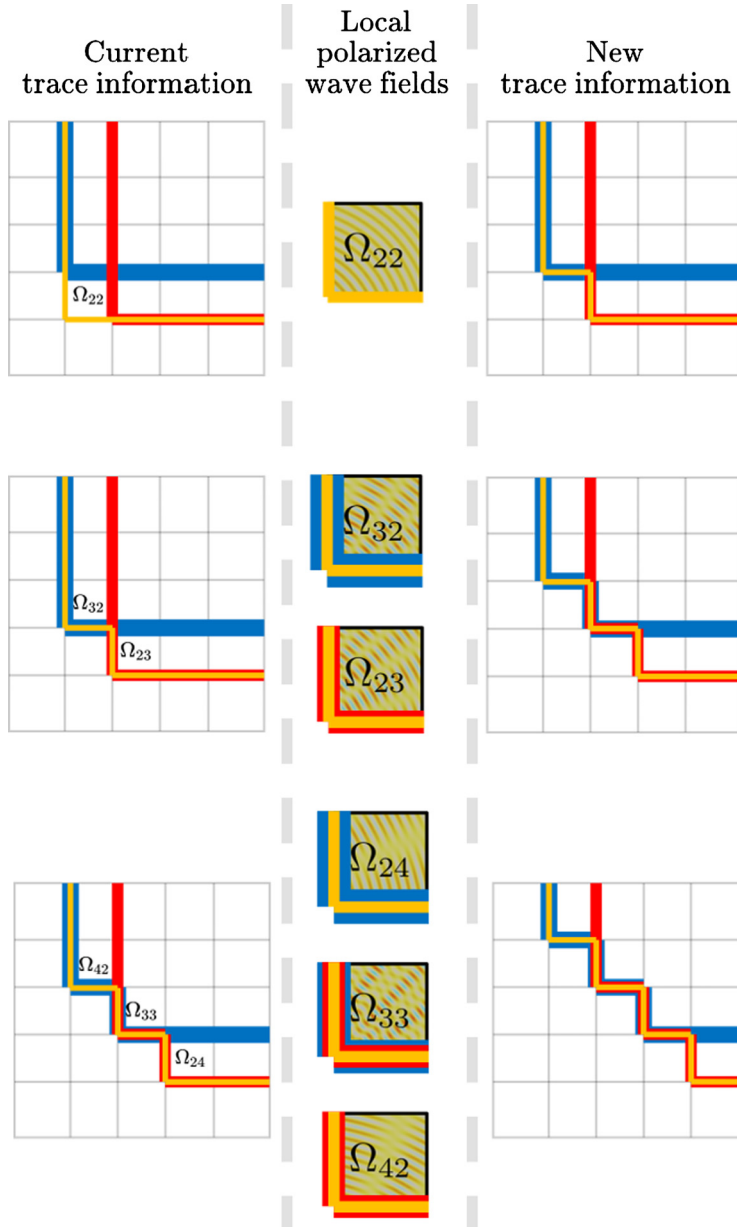 Current
trace information
Local
polarized
wave fields
New
trace information
Ω₂₂
Ω₂₂
Ω₃₂
Ω₂₃
Ω₃₂
Ω₂₃
Ω₄₂
Ω₃₃
Ω₂₄
Ω₂₄
Ω₃₃
Ω₄₂